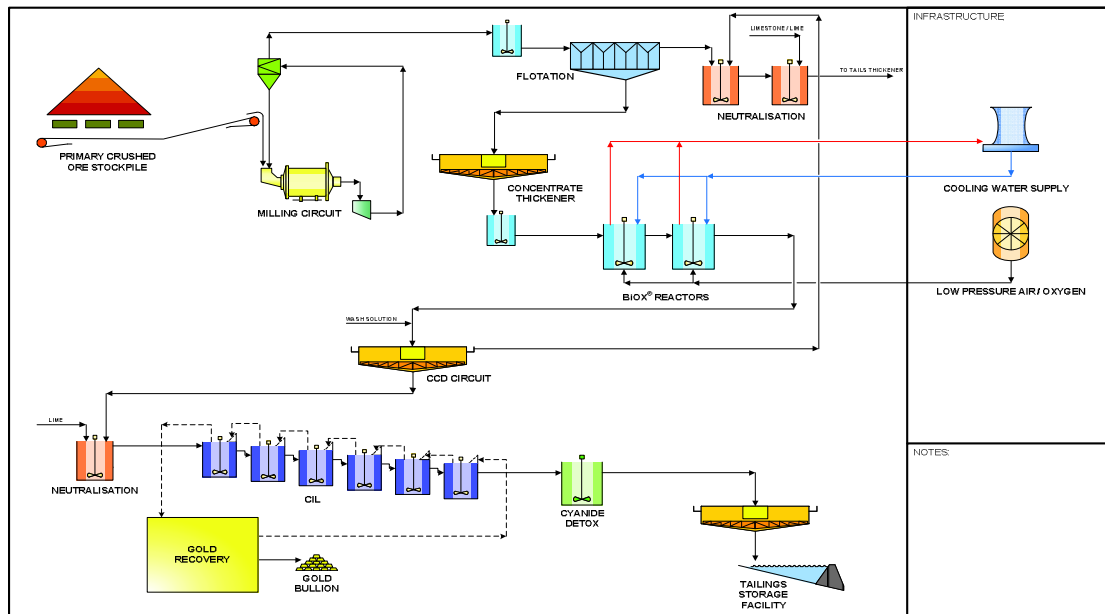 INFRASTRUCTURE
LIMESTONE / LIME
FLOTATION
TO TAILS THICKENER
NEUTRALISATION
PRIMARY CRUSHED
ORE STOCKPILE
MILLING CIRCUIT
CONCENTRATE
THICKENER
COOLING WATER SUPPLY
BIOX® REACTORS
LOW PRESSURE AIR / OXYGEN
WASH SOLUTION
CCD CIRCUIT
LIME
NEUTRALISATION
CIL
CYANIDE
DETOX
NOTES:
GOLD
RECOVERY
GOLD
BULLION
TAILINGS
STORAGE
FACILITY